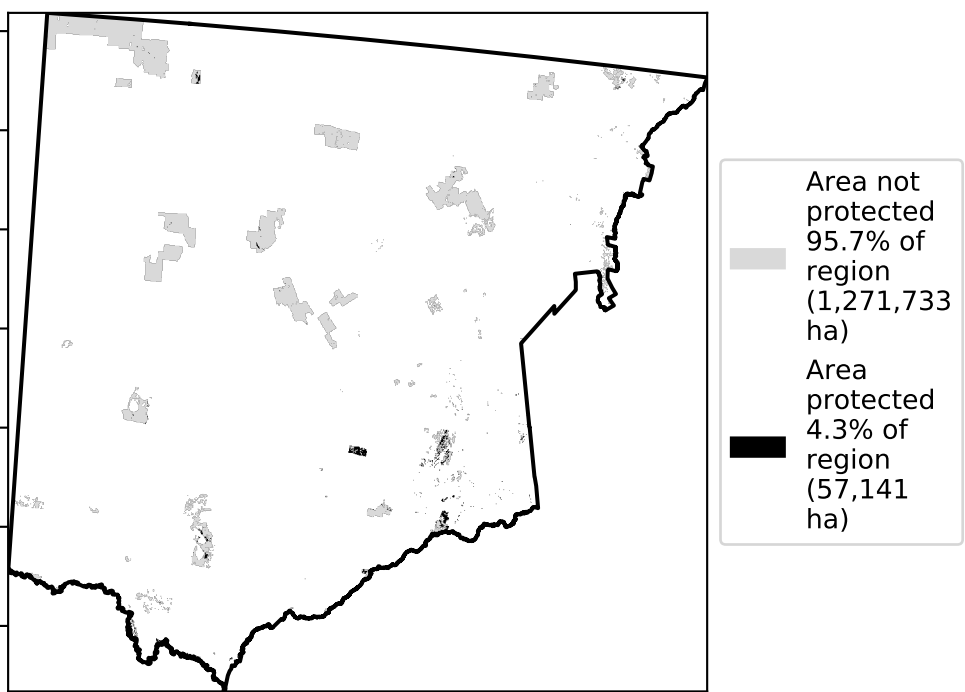 Area not
protected
95.7% of
region
(1,271,733
ha)
Area
protected
4.3% of
region
(57,141
ha)